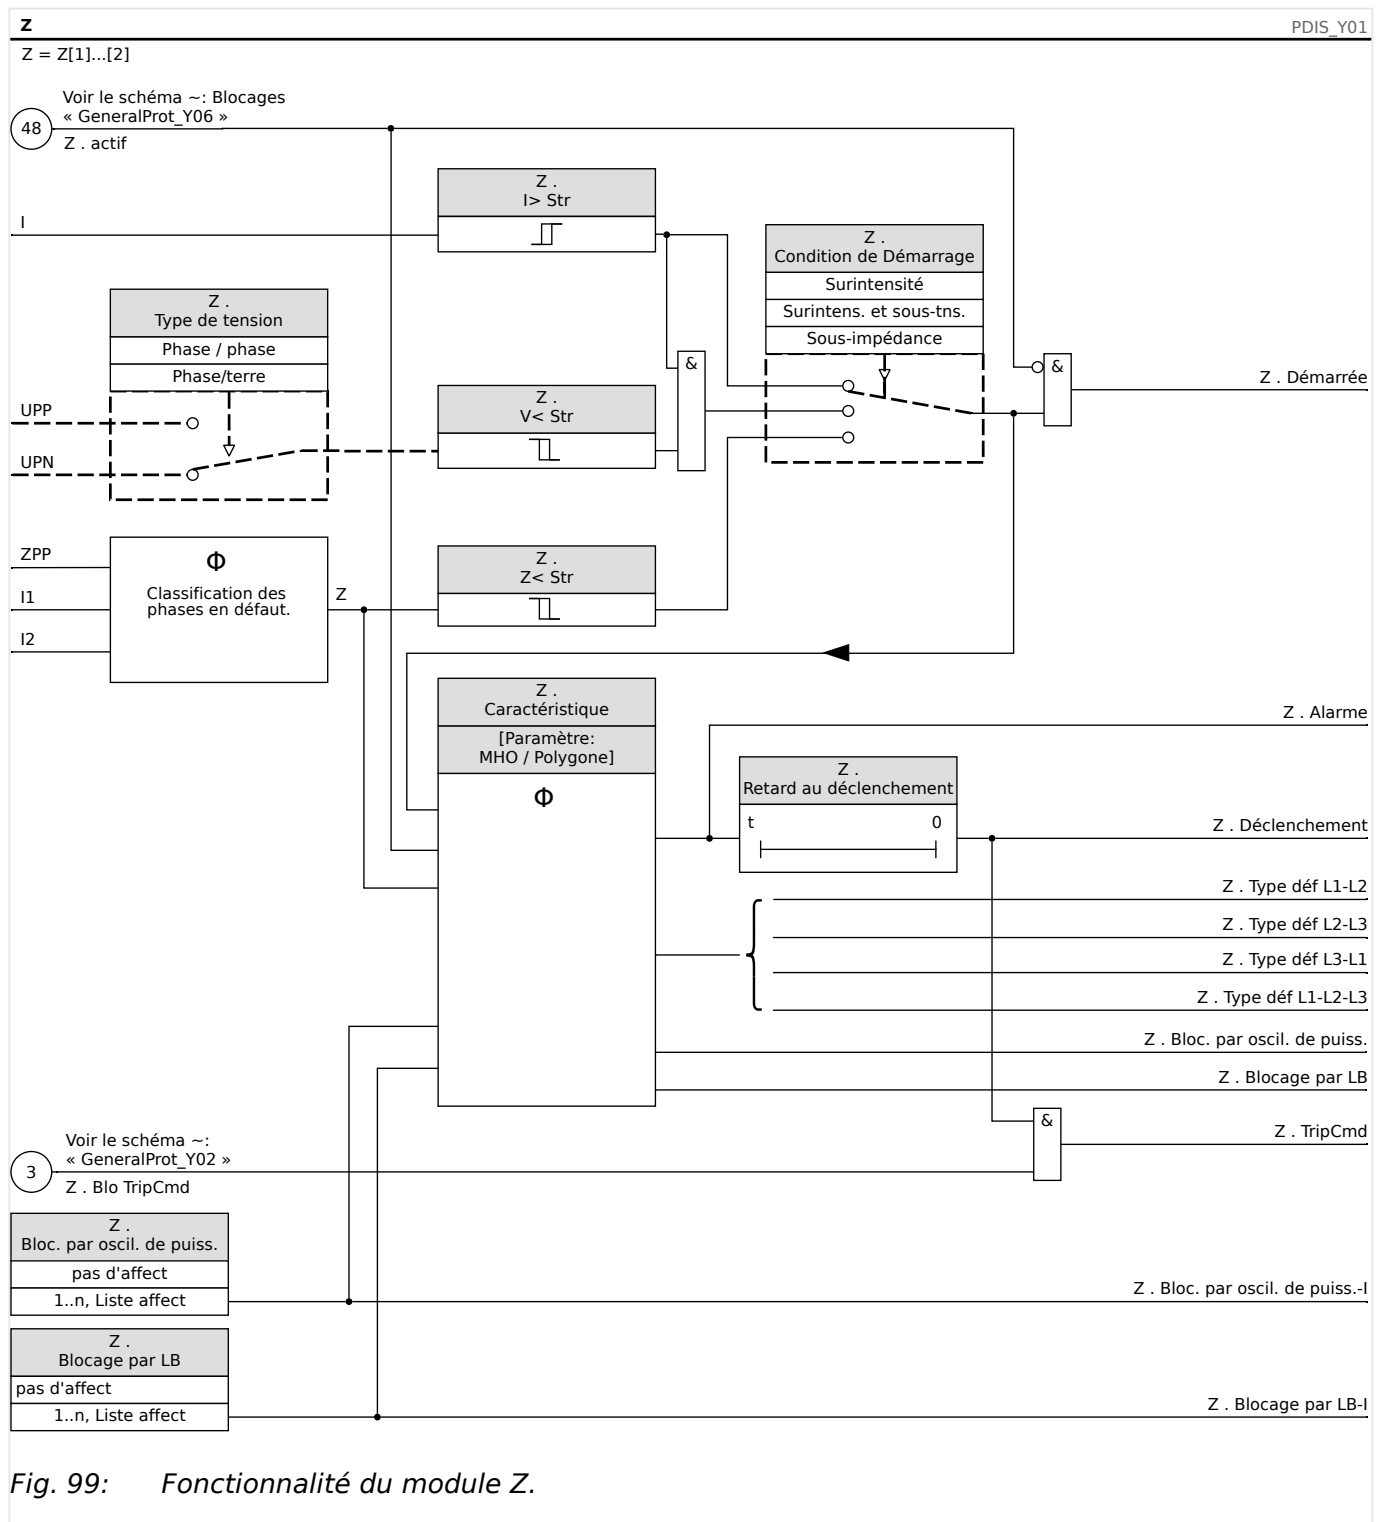 Z
PDIS_Y01
Z = Z[1]...[2]
Voir le schéma ~: Blocages
« GeneralProt_Y06 »
48
Z . actif
Z .
I> Str
I
Z .
Condition de Démarrage
Surintensité
Surintens. et sous-tns.
Sous-impédance
Z .
Type de tension
Phase / phase
Phase/terre
&
&
Z . Démarrée
Z .
V< Str
UPP
UPN
ZPP
I1
I2
Φ
Classification des
phases en défaut.
Z
Z .
Z< Str
Z .
Caractéristique
[Paramètre:
MHO / Polygone]
Φ
Z . Alarme
Z .
Retard au déclenchement
t
0
Z . Déclenchement
Z . Type déf L1-L2
Z . Type déf L2-L3
Z . Type déf L3-L1
Z . Type déf L1-L2-L3
Z . Bloc. par oscil. de puiss.
Z . Blocage par LB
&
Z . TripCmd
Voir le schéma ~:
« GeneralProt_Y02 »
3
Z . Blo TripCmd
Z .
Bloc. par oscil. de puiss.
pas d'affect
1..n, Liste affect
Z . Bloc. par oscil. de puiss.-I
Z .
Blocage par LB
pas d'affect
1..n, Liste affect
Z . Blocage par LB-I
Fig. 99: Fonctionnalité du module Z.